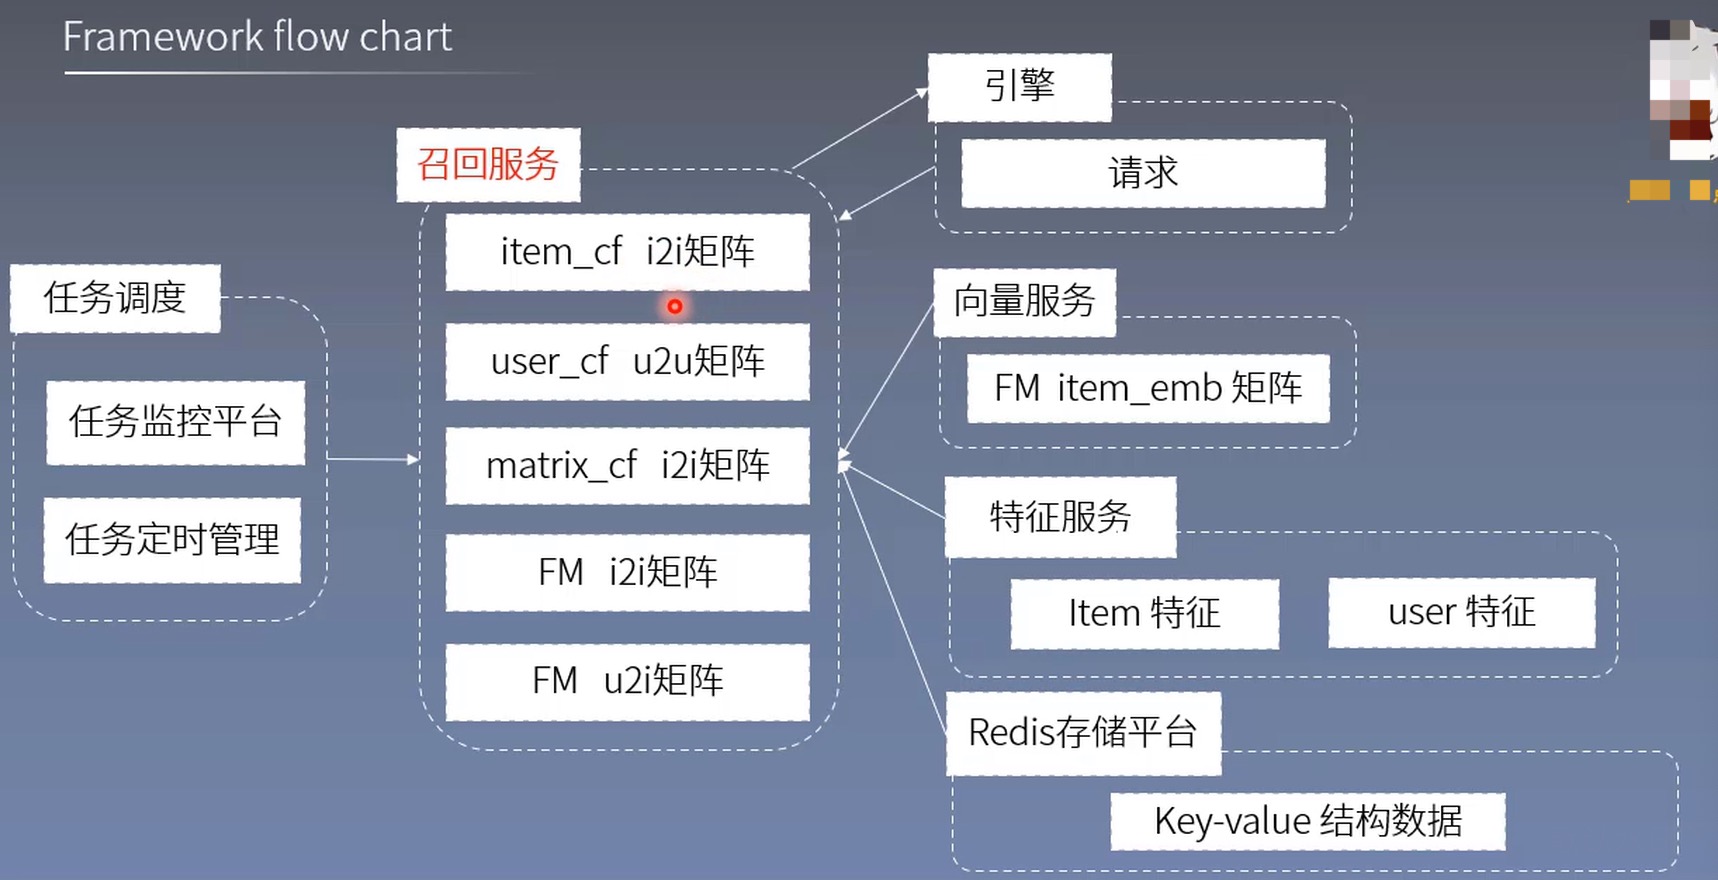 Framework flow chart
引擎
请求
召回服务
item_cf i2i矩阵
user_cf u2u矩阵
matrix_cf i2i矩阵
FM i2i矩阵
FM u2i矩阵
任务调度
任务监控平台
任务定时管理
向量服务
FM item_emb 矩阵
特征服务
Item 特征
user 特征
Redis存储平台
Key-value 结构数据